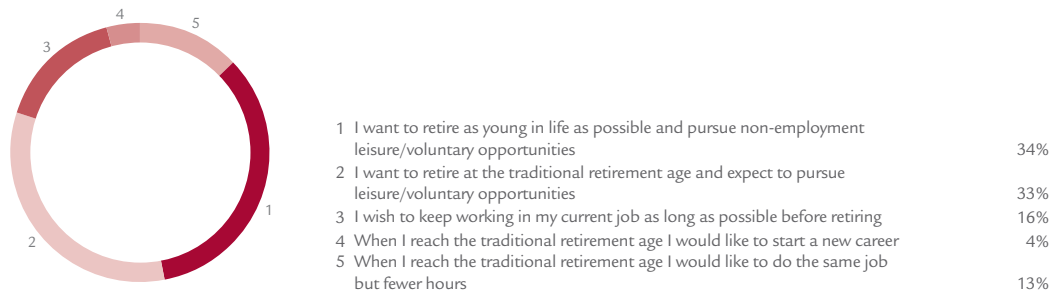 4
5
3
1
2
1 I want to retire as young in life as possible and pursue non-employment
leisure/voluntary opportunities 34%
2 I want to retire at the traditional retirement age and expect to pursue
leisure/voluntary opportunities 33%
3 I wish to keep working in my current job as long as possible before retiring 16%
4 When I reach the traditional retirement age I would like to start a new career 4%
5 When I reach the traditional retirement age I would like to do the same job
but fewer hours 13%